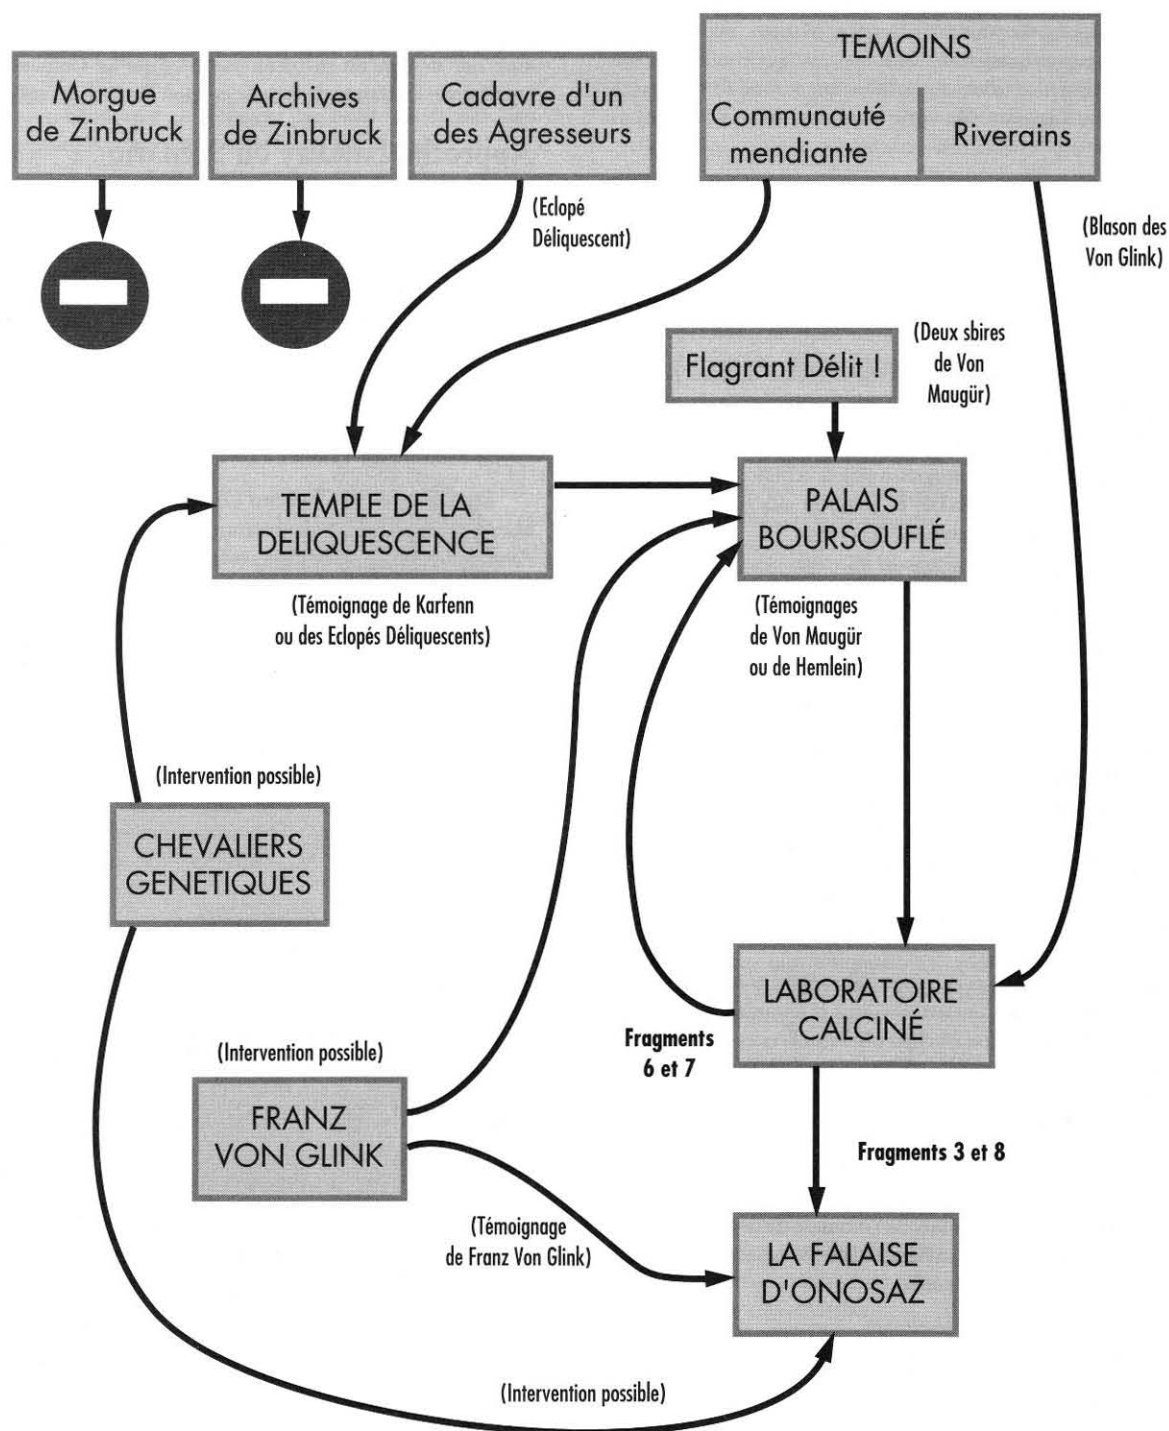 TEMOINS
Morgue
de Zinbruck
Archives
de Zinbruck
Cadavre d'un
des Agresseurs
Communauté
mendiante
Riverains
(Eclopé
Déliquescent)
(Blason des
Von Glink)
Flagrant Délit !
(Deux sbires
de Von
Maugür)
TEMPLE DE LA
DELIQUESCENCE
PALAIS
BOURSOUFLÉ
(Témoignage de Karfenn
ou des Eclopés Déliquescents)
(Témoignages
de Von Maugür
ou de Hemlein)
(Intervention possible)
CHEVALIERS
GENETIQUES
LABORATOIRE
CALCINÉ
Fragments
6 et 7
(Intervention possible)
FRANZ
VON GLINK
Fragments 3 et 8
(Témoignage
de Franz Von Glink)
LA FALAISE
D'ONOSAZ
(Intervention possible)